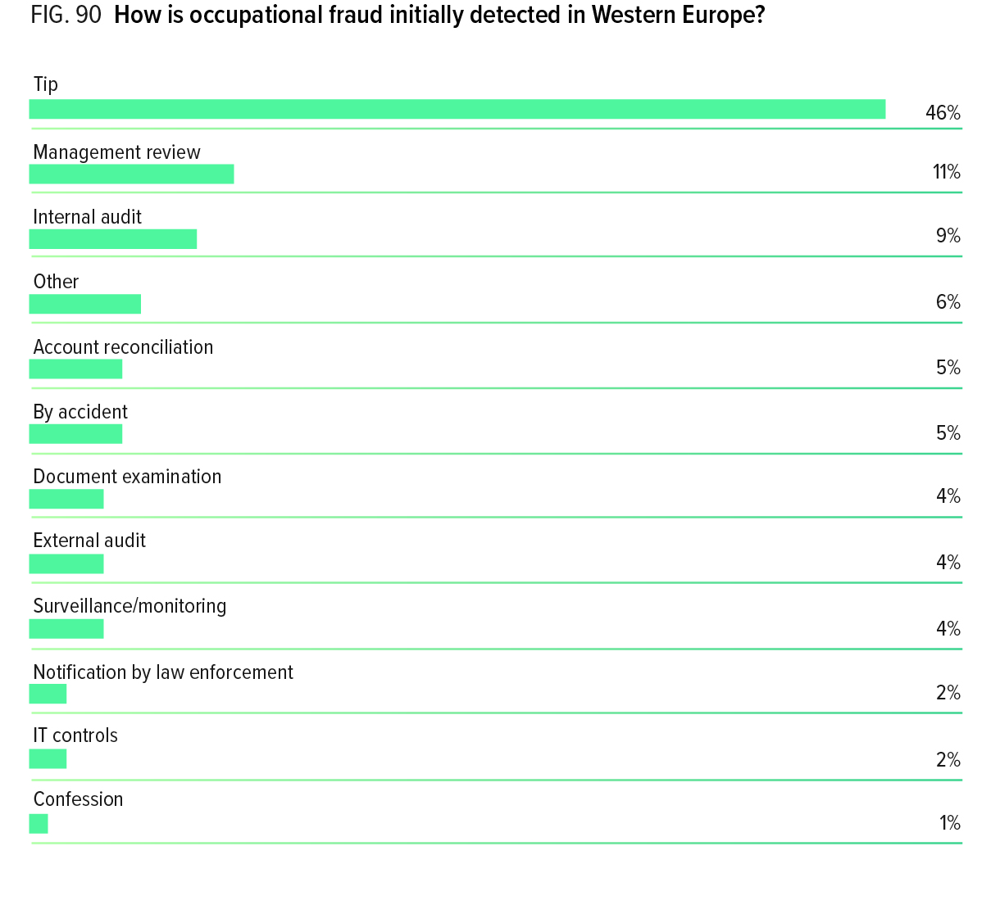 FIG. 90 How is occupational fraud initially detected in Western Europe?
Tip
46%
Management review
11%
Internal audit
9%
Other
6%
Account reconciliation
5%
By accident
5%
Document examination
4%
External audit
4%
Surveillance/monitoring
4%
Notification by law enforcement
2%
IT controls
2%
Confession
1%